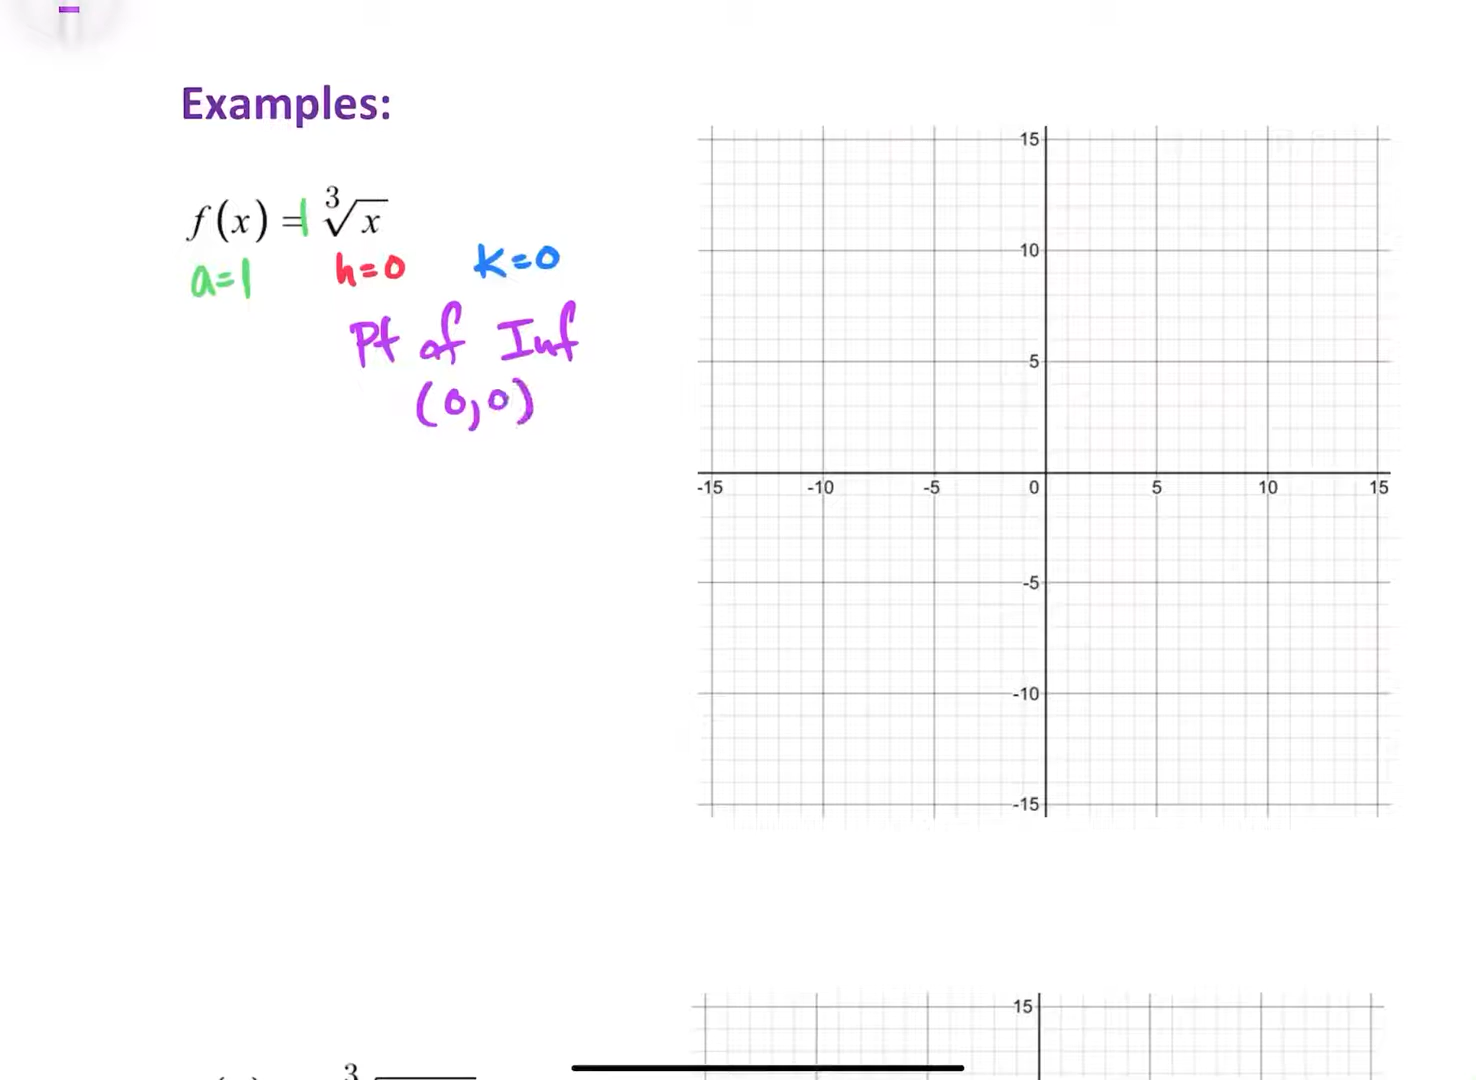 Examples:
f(x) = 1 ∛x
a=1 h=0 k=0
Pt of Inf
(0,0)
15
10
5
-15 -10 -5 0 5 10 15
-5
-10
-15
15
3